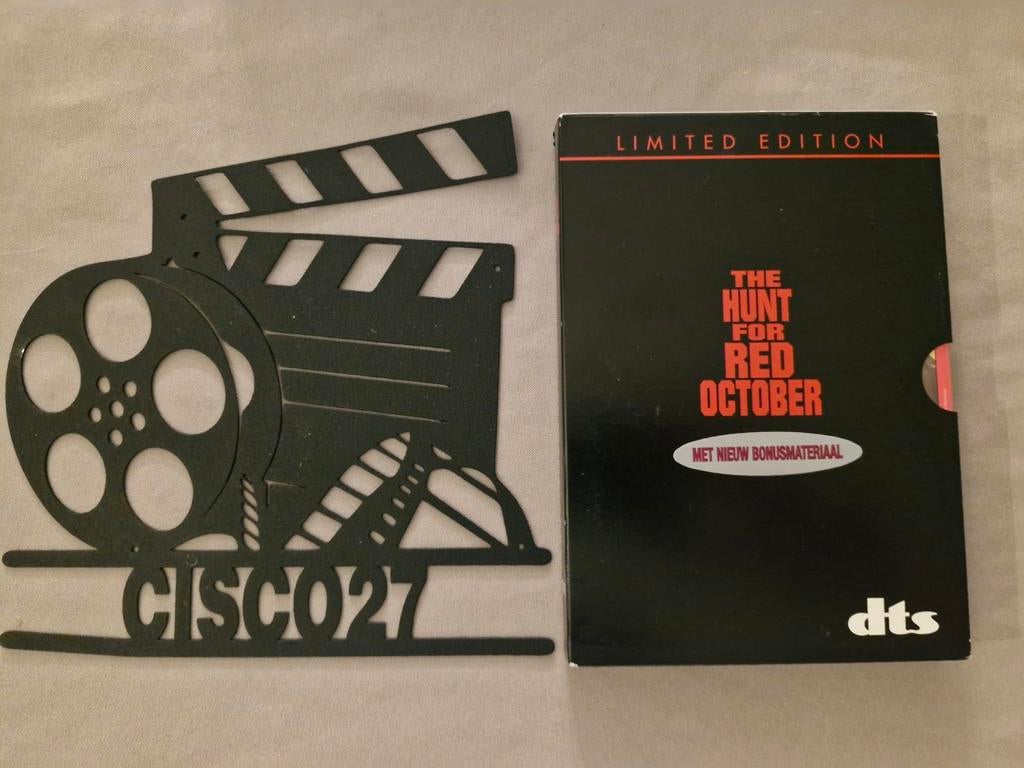 CISCO27
LIMITED EDITION
THE
HUNT
FOR
RED
OCTOBER
MET NIEUW BONUSMATERIAAL
dts